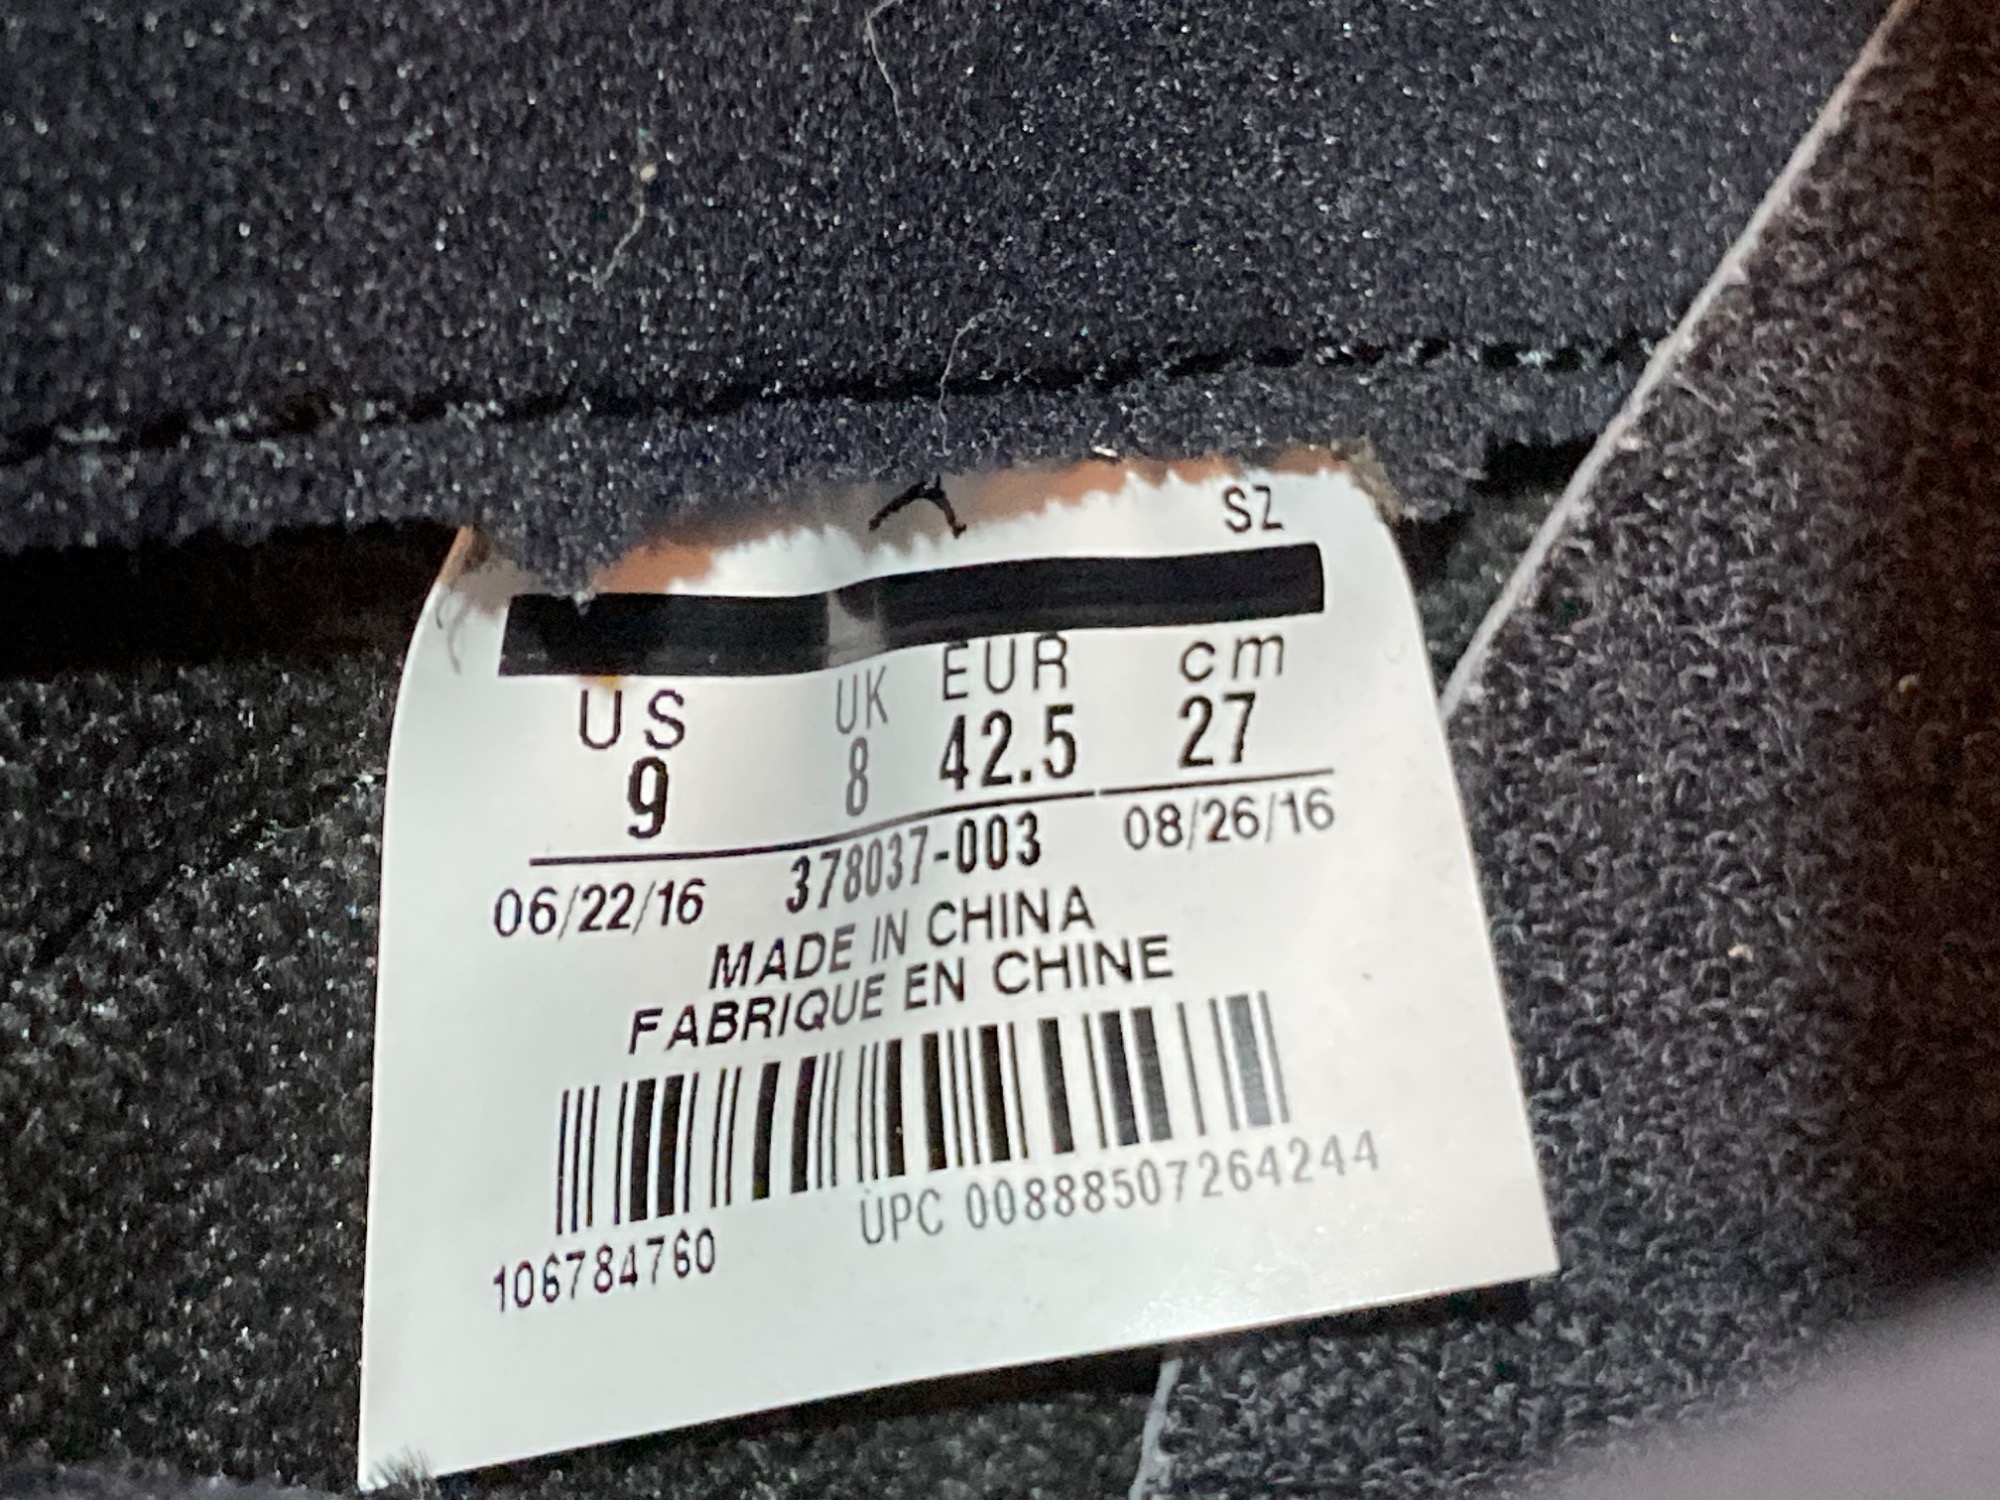 SZ
US UK EUR cm
9 8 42.5 27
06/22/16 378037-003 08/26/16
MADE IN CHINA
FABRIQUE EN CHINE
106784760 UPC 00888507264244